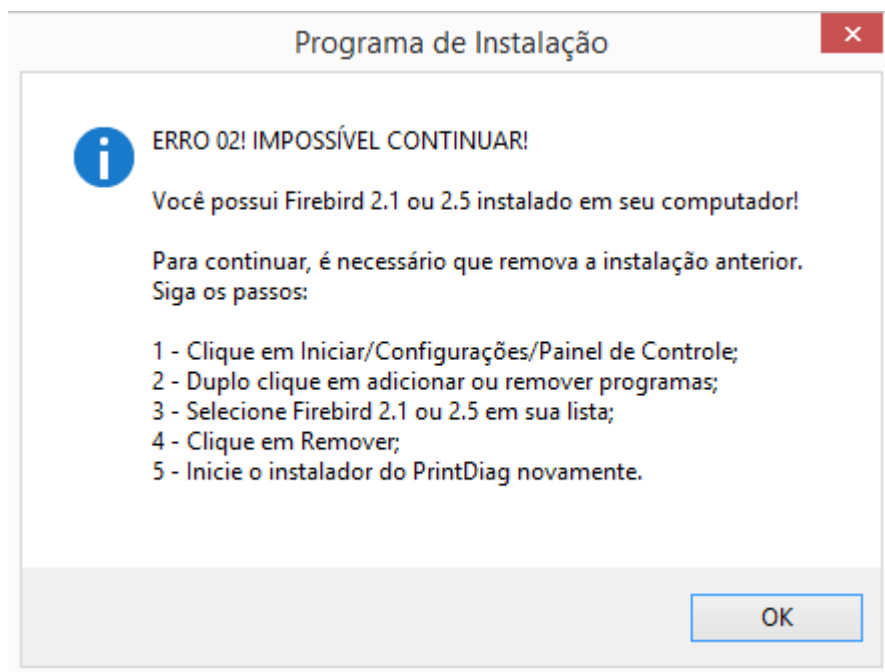 Programa de Instalação
ERRO 02! IMPOSSÍVEL CONTINUAR!
Você possui Firebird 2.1 ou 2.5 instalado em seu computador!
Para continuar, é necessário que remova a instalação anterior.
Siga os passos:
1 - Clique em Iniciar/Configurações/Painel de Controle;
2 - Duplo clique em adicionar ou remover programas;
3 - Selecione Firebird 2.1 ou 2.5 em sua lista;
4 - Clique em Remover;
5 - Inicie o instalador do PrintDiag novamente.
OK